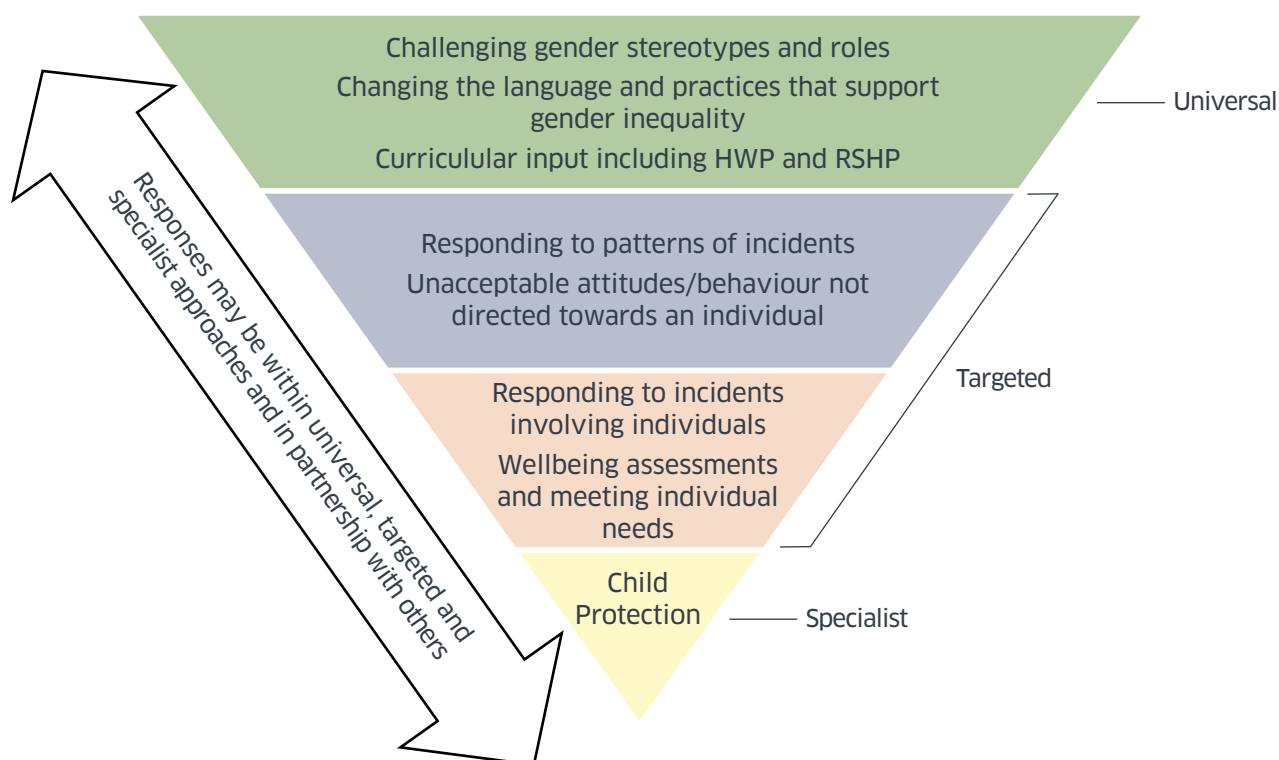 Challenging gender stereotypes and roles
Changing the language and practices that support
gender inequality
Curriculular input including HWP and RSHP
Universal
Responding to patterns of incidents
Unacceptable attitudes/behaviour not
directed towards an individual
Targeted
Responding to incidents
involving individuals
Wellbeing assessments
and meeting individual
needs
Child
Protection
Specialist
Responses may be within universal, targeted and
specialist approaches and in partnership with others